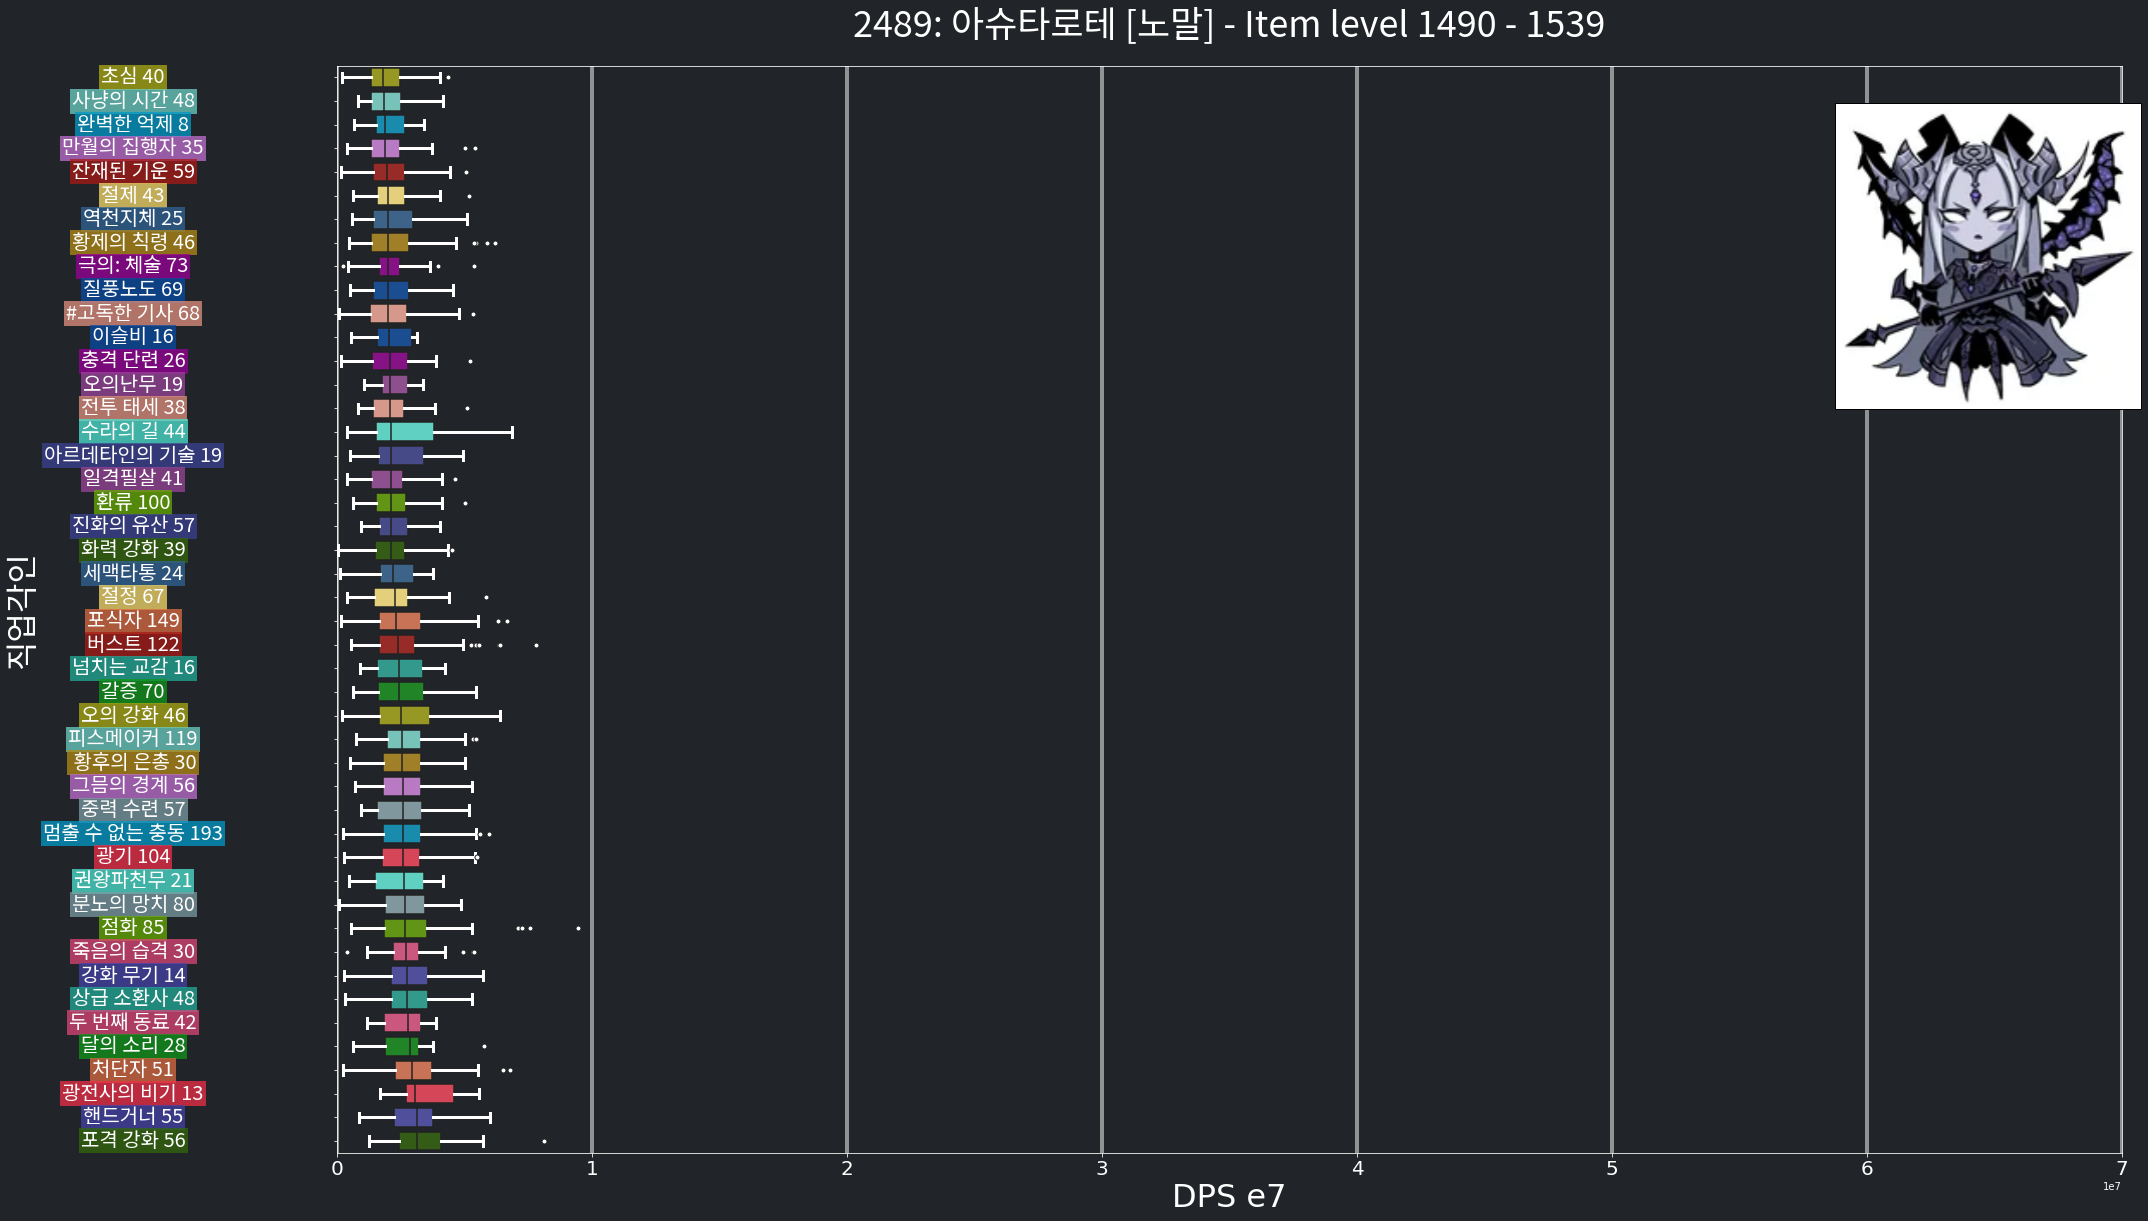 2489: 아슈타로테 [노말] - Item level 1490 - 1539
초심 40
사냥의 시간 48
완벽한 억제 8
만월의 집행자 35
잔재된 기운 59
절제 43
역천지체 25
황제의 칙령 46
극의: 체술 73
질풍노도 69
#고독한 기사 68
이슬비 16
충격 단련 26
오의난무 19
전투 태세 38
수라의 길 44
아르데타인의 기술 19
일격필살 41
환류 100
진화의 유산 57
화력 강화 39
세맥타통 24
절정 67
포식자 149
버스트 122
넘치는 교감 16
갈증 70
오의 강화 46
피스메이커 119
황후의 은총 30
그믐의 경계 56
중력 수련 57
멈출 수 없는 충동 193
광기 104
권왕파천무 21
분노의 망치 80
점화 85
죽음의 습격 30
강화 무기 14
상급 소환사 48
두 번째 동료 42
달의 소리 28
처단자 51
광전사의 비기 13
핸드거너 55
포격 강화 56
직업각인
0 1 2 3 4 5 6 7
1e7
DPS e7